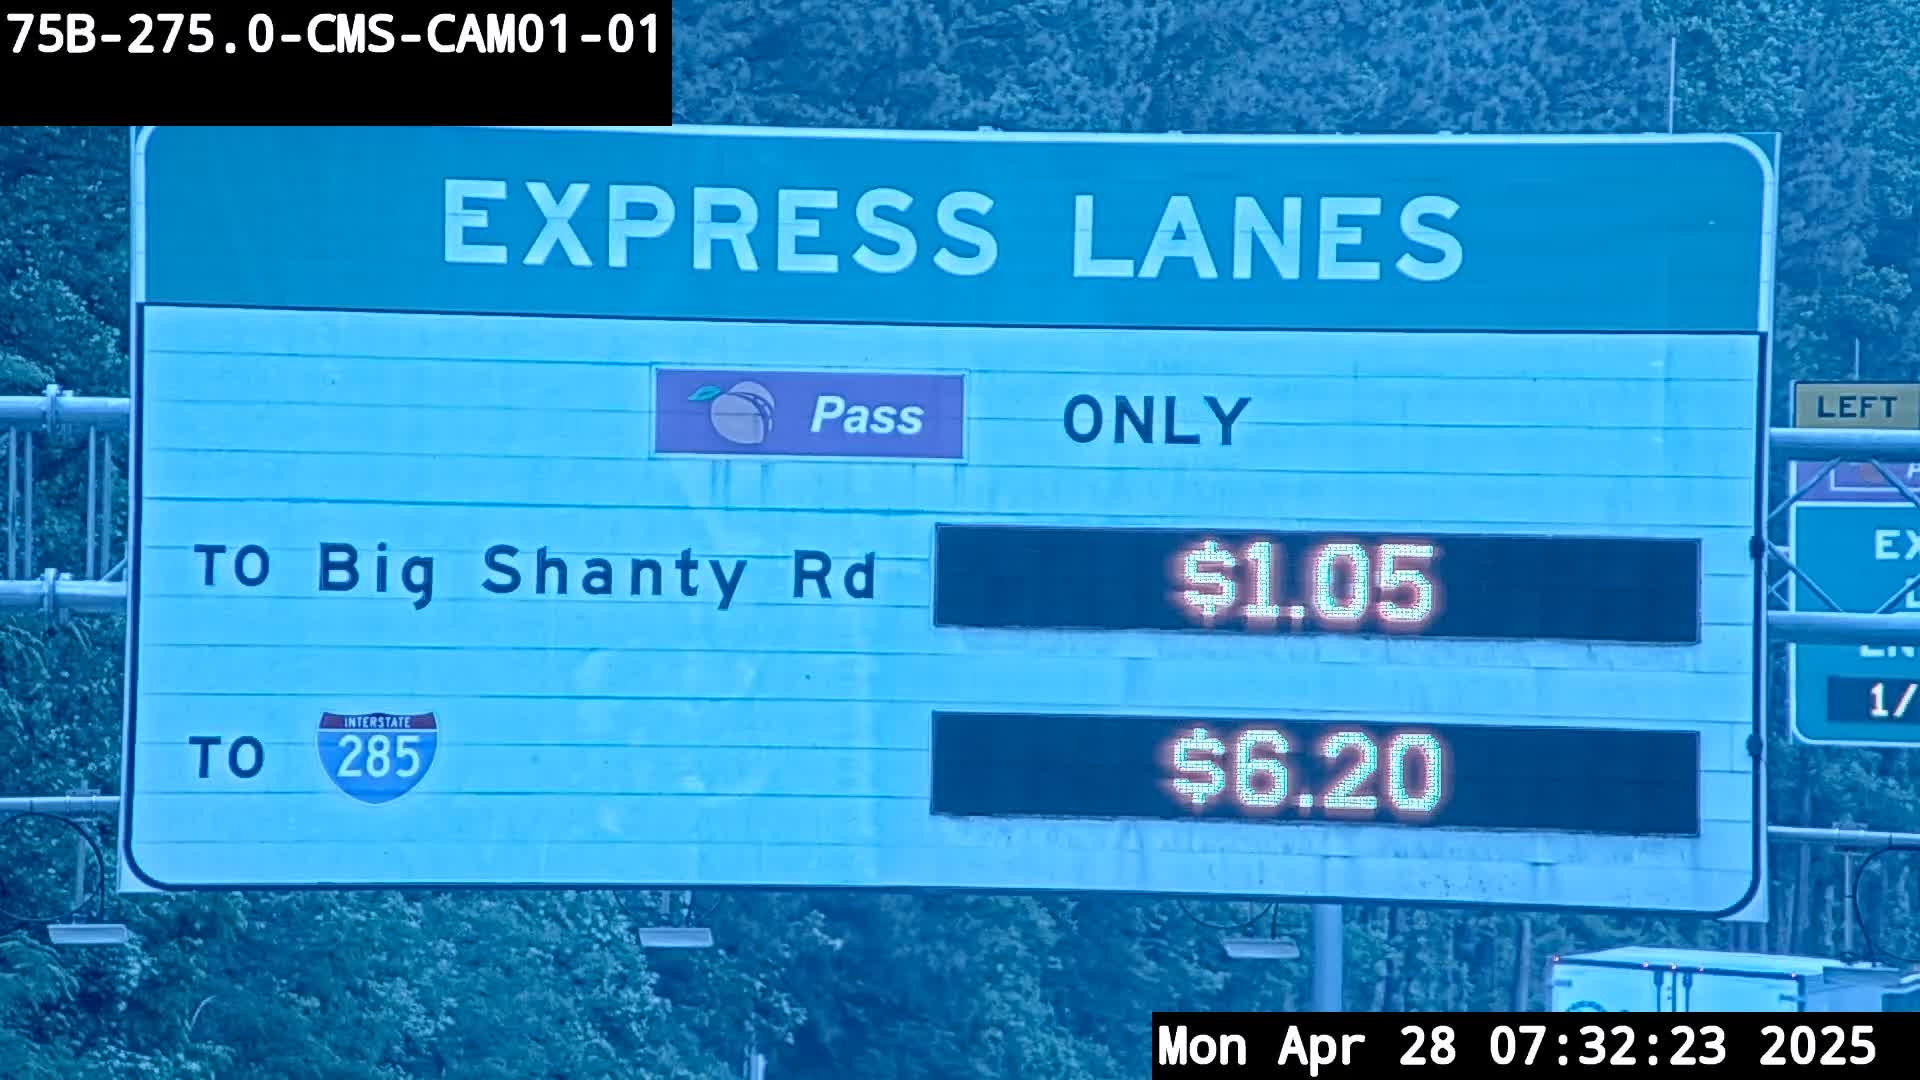 75B-275.0-CMS-CAM01-01
EXPRESS LANES
Pass ONLY
TO Big Shanty Rd $1.05
TO INTERSTATE 285 $6.20
LEFT
Mon Apr 28 07:32:23 2025